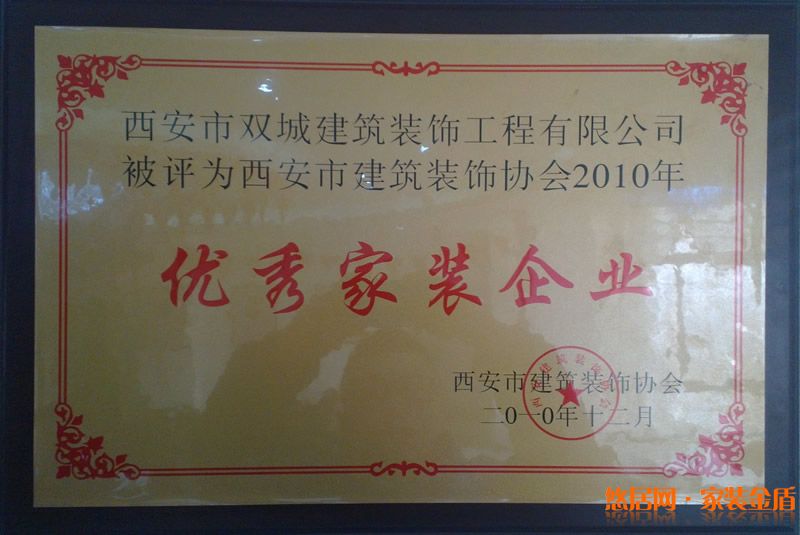 西安市双城建筑装饰工程有限公司
被评为西安市建筑装饰协会2010年
优秀家装企业
西安市建筑装饰协会
二〇一〇年十二月
悠居网·家装金盾